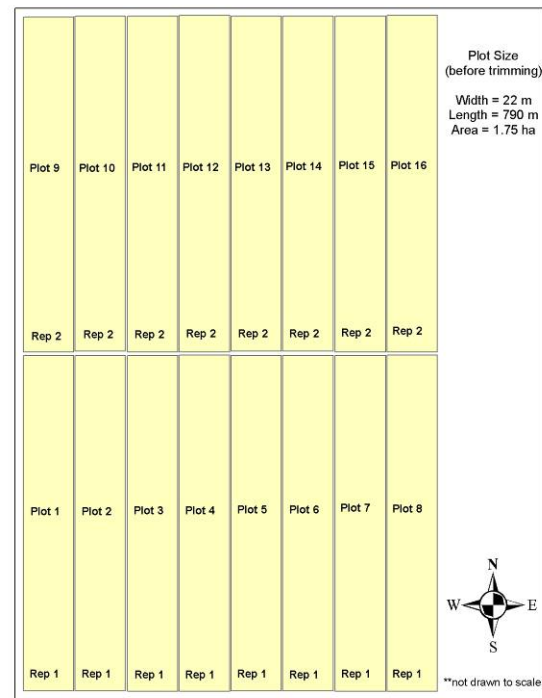 Plot Size
(before trimming)
Width = 22 m
Length = 790 m
Area = 1.75 ha
Plot 9 Plot 10 Plot 11 Plot 12 Plot 13 Plot 14 Plot 15 Plot 16
Rep 2 Rep 2 Rep 2 Rep 2 Rep 2 Rep 2 Rep 2 Rep 2
Plot 1 Plot 2 Plot 3 Plot 4 Plot 5 Plot 6 Plot 7 Plot 8
Rep 1 Rep 1 Rep 1 Rep 1 Rep 1 Rep 1 Rep 1 Rep 1
N
W E
S
**not drawn to scale